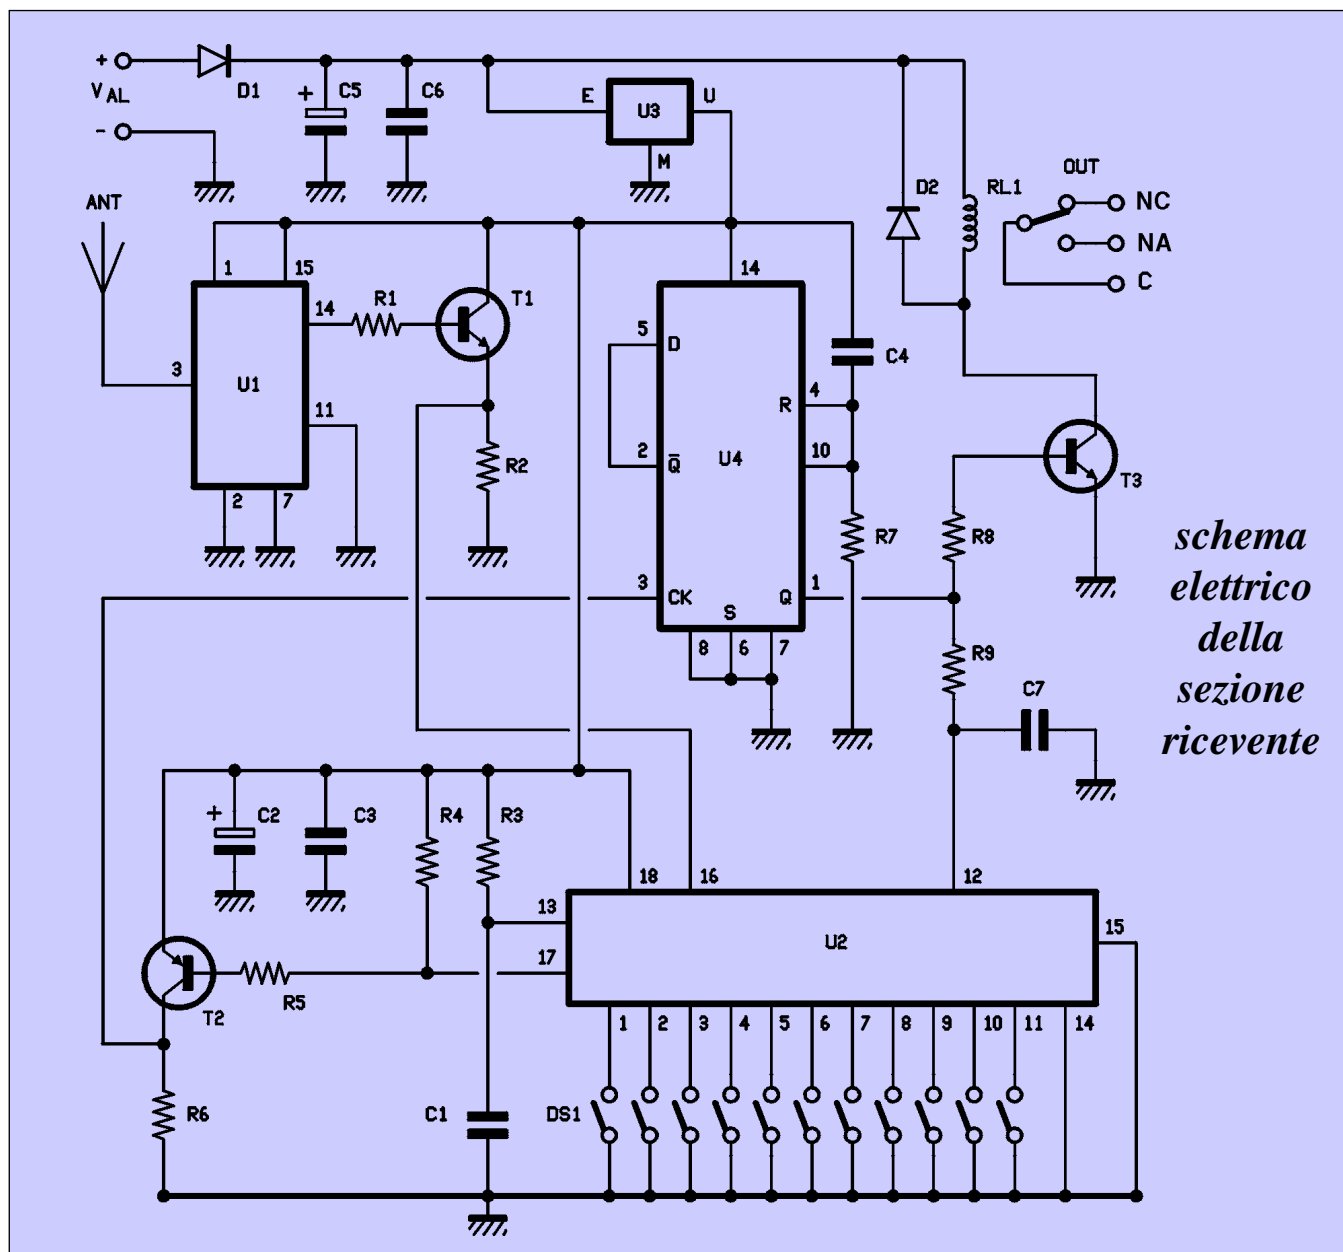 +
D1
V AL
-
+
C5
C6
E
U3
U
M
D2
RL1
OUT
NC
NA
C
ANT
1
15
14
R1
T1
3
U1
11
2
7
R2
14
5
D
2
Q̅
U4
R
4
10
C4
R7
3
CK
S
Q
1
8
6
7
R8
T3
R9
C7
schema
elettrico
della
sezione
ricevente
+
C2
C3
R4
R3
18
16
12
13
17
U2
15
T2
R5
1
2
3
4
5
6
7
8
9
10
11
14
R6
C1
DS1